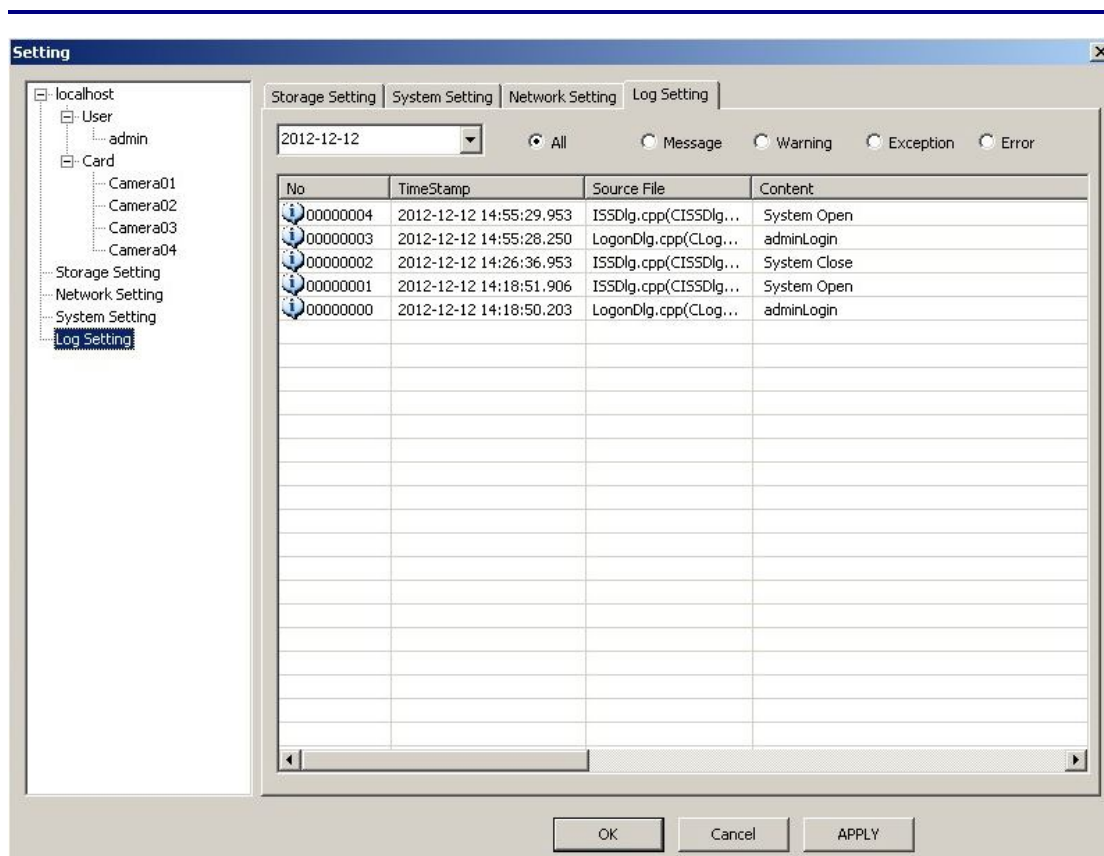 Setting
localhost
User
admin
Card
Camera01
Camera02
Camera03
Camera04
Storage Setting
Network Setting
System Setting
Log Setting
Storage Setting System Setting Network Setting Log Setting
2012-12-12 All Message Warning Exception Error
No TimeStamp Source File Content
00000004 2012-12-12 14:55:29.953 ISSDlg.cpp(CISSDlg... System Open
00000003 2012-12-12 14:55:28.250 LogonDlg.cpp(CLog... adminLogin
00000002 2012-12-12 14:26:36.953 ISSDlg.cpp(CISSDlg... System Close
00000001 2012-12-12 14:18:51.906 ISSDlg.cpp(CISSDlg... System Open
00000000 2012-12-12 14:18:50.203 LogonDlg.cpp(CLog... adminLogin
OK Cancel APPLY